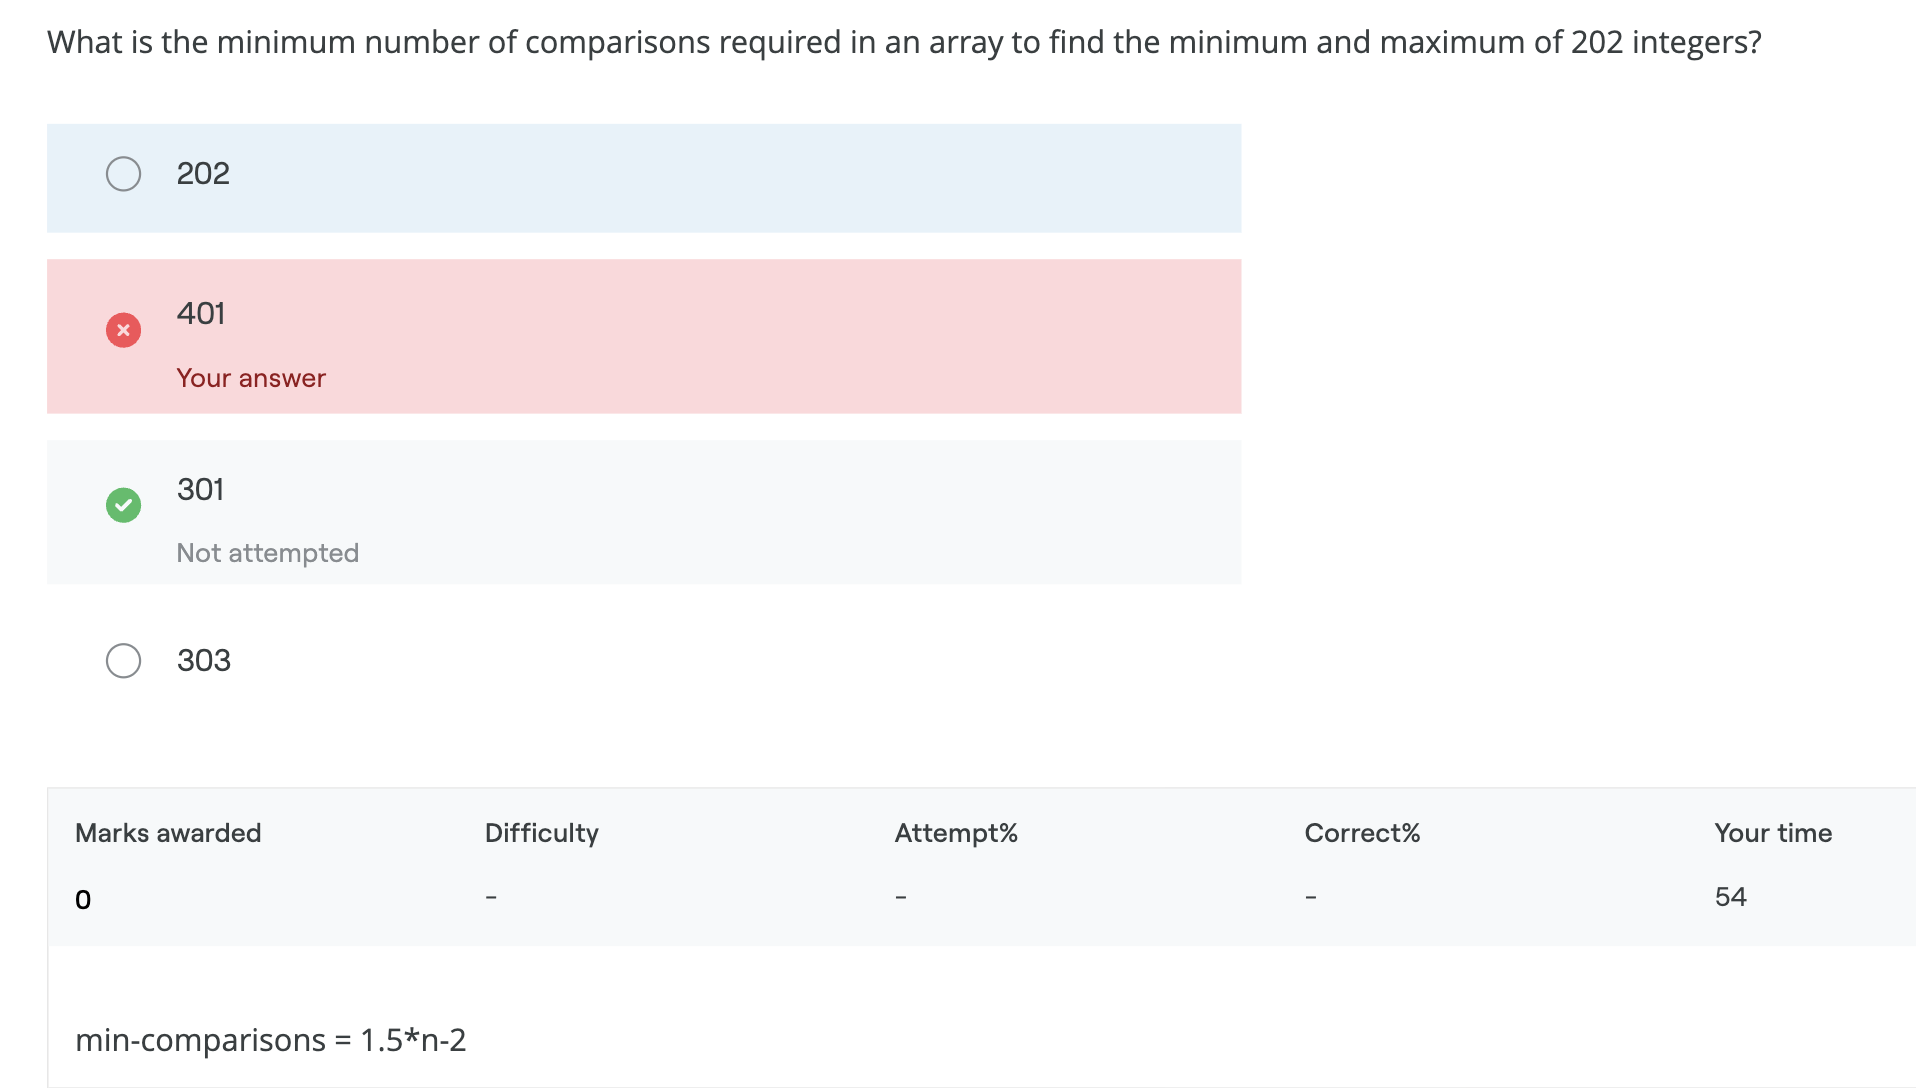 What is the minimum number of comparisons required in an array to find the minimum and maximum of 202 integers?
202
401
Your answer
301
Not attempted
303
Marks awarded Difficulty Attempt% Correct% Your time
0 - - - 54
min-comparisons = 1.5*n-2